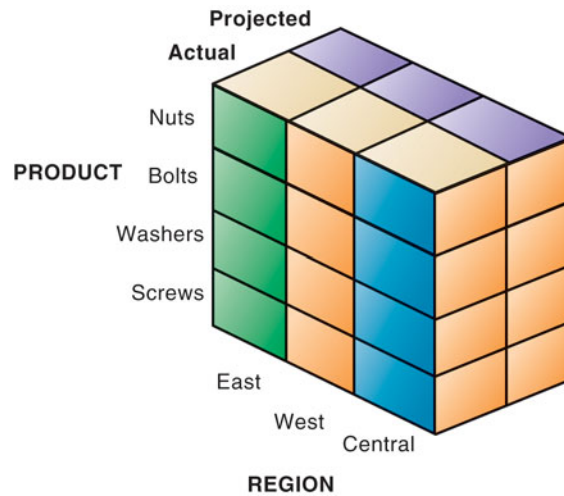 Projected
Actual
Nuts
PRODUCT Bolts
Washers
Screws
East
West
Central
REGION